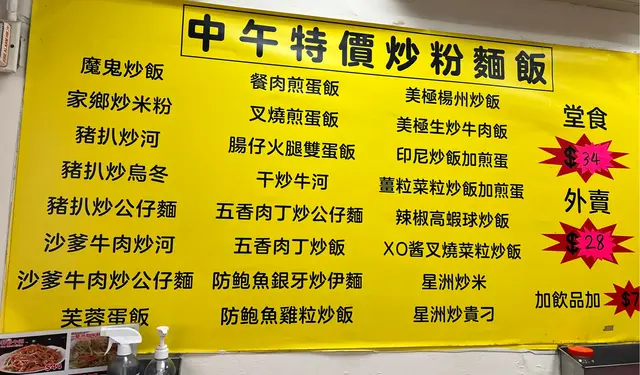 中午特價炒粉麵飯
魔鬼炒飯
家鄉炒米粉
豬扒炒河
豬扒炒烏冬
豬扒炒公仔麵
沙爹牛肉炒河
沙爹牛肉炒公仔麵
芙蓉蛋飯
餐肉煎蛋飯
叉燒煎蛋飯
腸仔火腿雙蛋飯
干炒牛河
五香肉丁炒公仔麵
五香肉丁炒飯
防鮑魚銀牙炒伊麵
防鮑魚雞粒炒飯
美極楊州炒飯
美極生炒牛肉飯
印尼炒飯加煎蛋
薑粒菜粒炒飯加煎蛋
辣椒高蝦球炒飯
XO酱叉燒菜粒炒飯
星洲炒米
星洲炒貴刁
堂食
$34
外賣
$28
加飲品加 $7